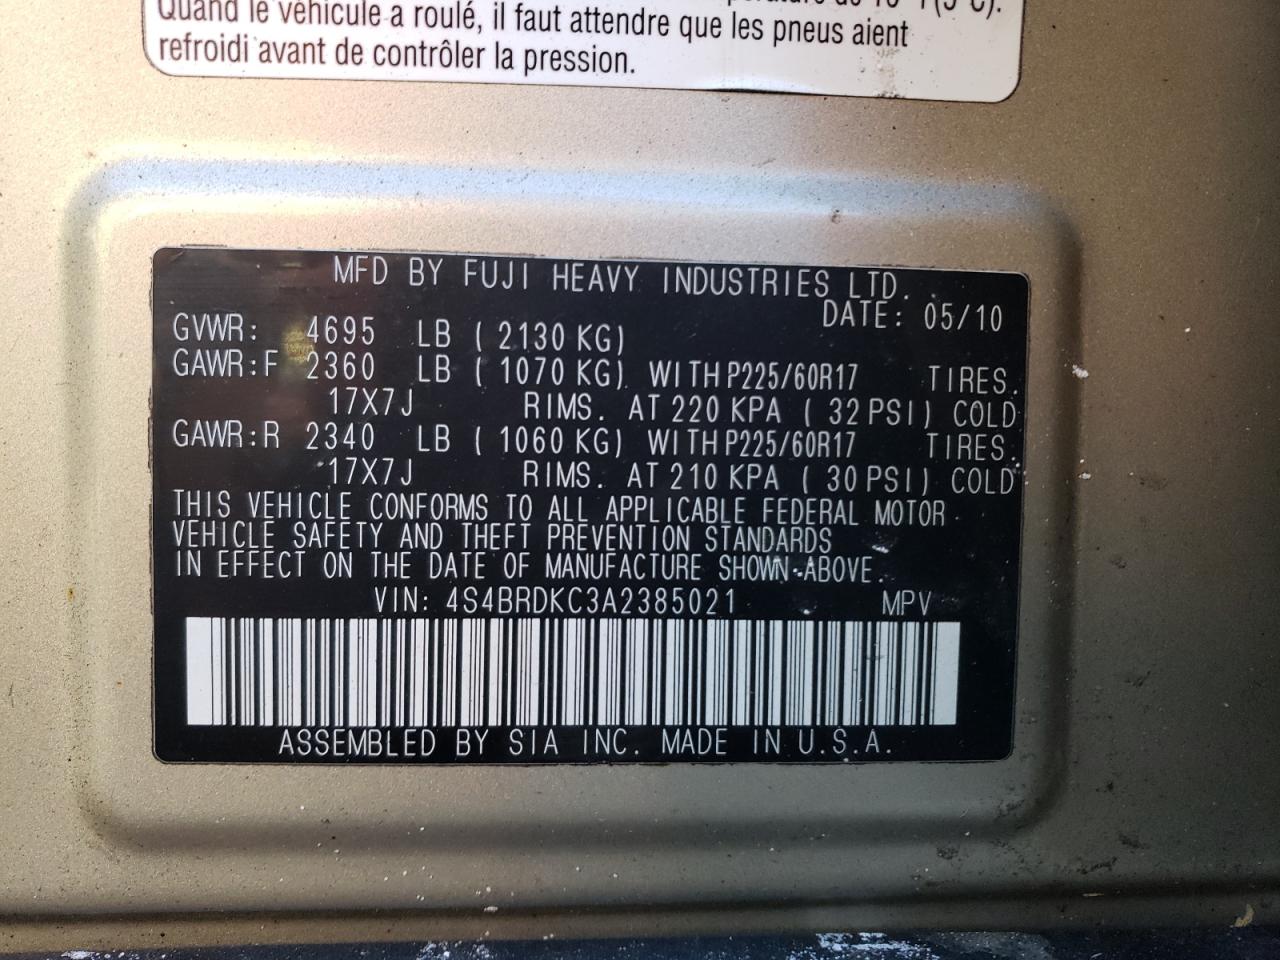 Quand le véhicule a roulé, il faut attendre que les pneus aient
refroidi avant de contrôler la pression.
MFD BY FUJI HEAVY INDUSTRIES LTD.
DATE: 05/10
GVWR: 4695 LB ( 2130 KG)
GAWR:F 2360 LB ( 1070 KG) WITH P225/60R17 TIRES.
17X7J RIMS. AT 220 KPA ( 32 PSI) COLD
GAWR:R 2340 LB ( 1060 KG) WITH P225/60R17 TIRES.
17X7J RIMS. AT 210 KPA ( 30 PSI) COLD
THIS VEHICLE CONFORMS TO ALL APPLICABLE FEDERAL MOTOR
VEHICLE SAFETY AND THEFT PREVENTION STANDARDS
IN EFFECT ON THE DATE OF MANUFACTURE SHOWN ABOVE.
VIN: 4S4BRDKC3A2385021 MPV
ASSEMBLED BY SIA INC. MADE IN U.S.A.